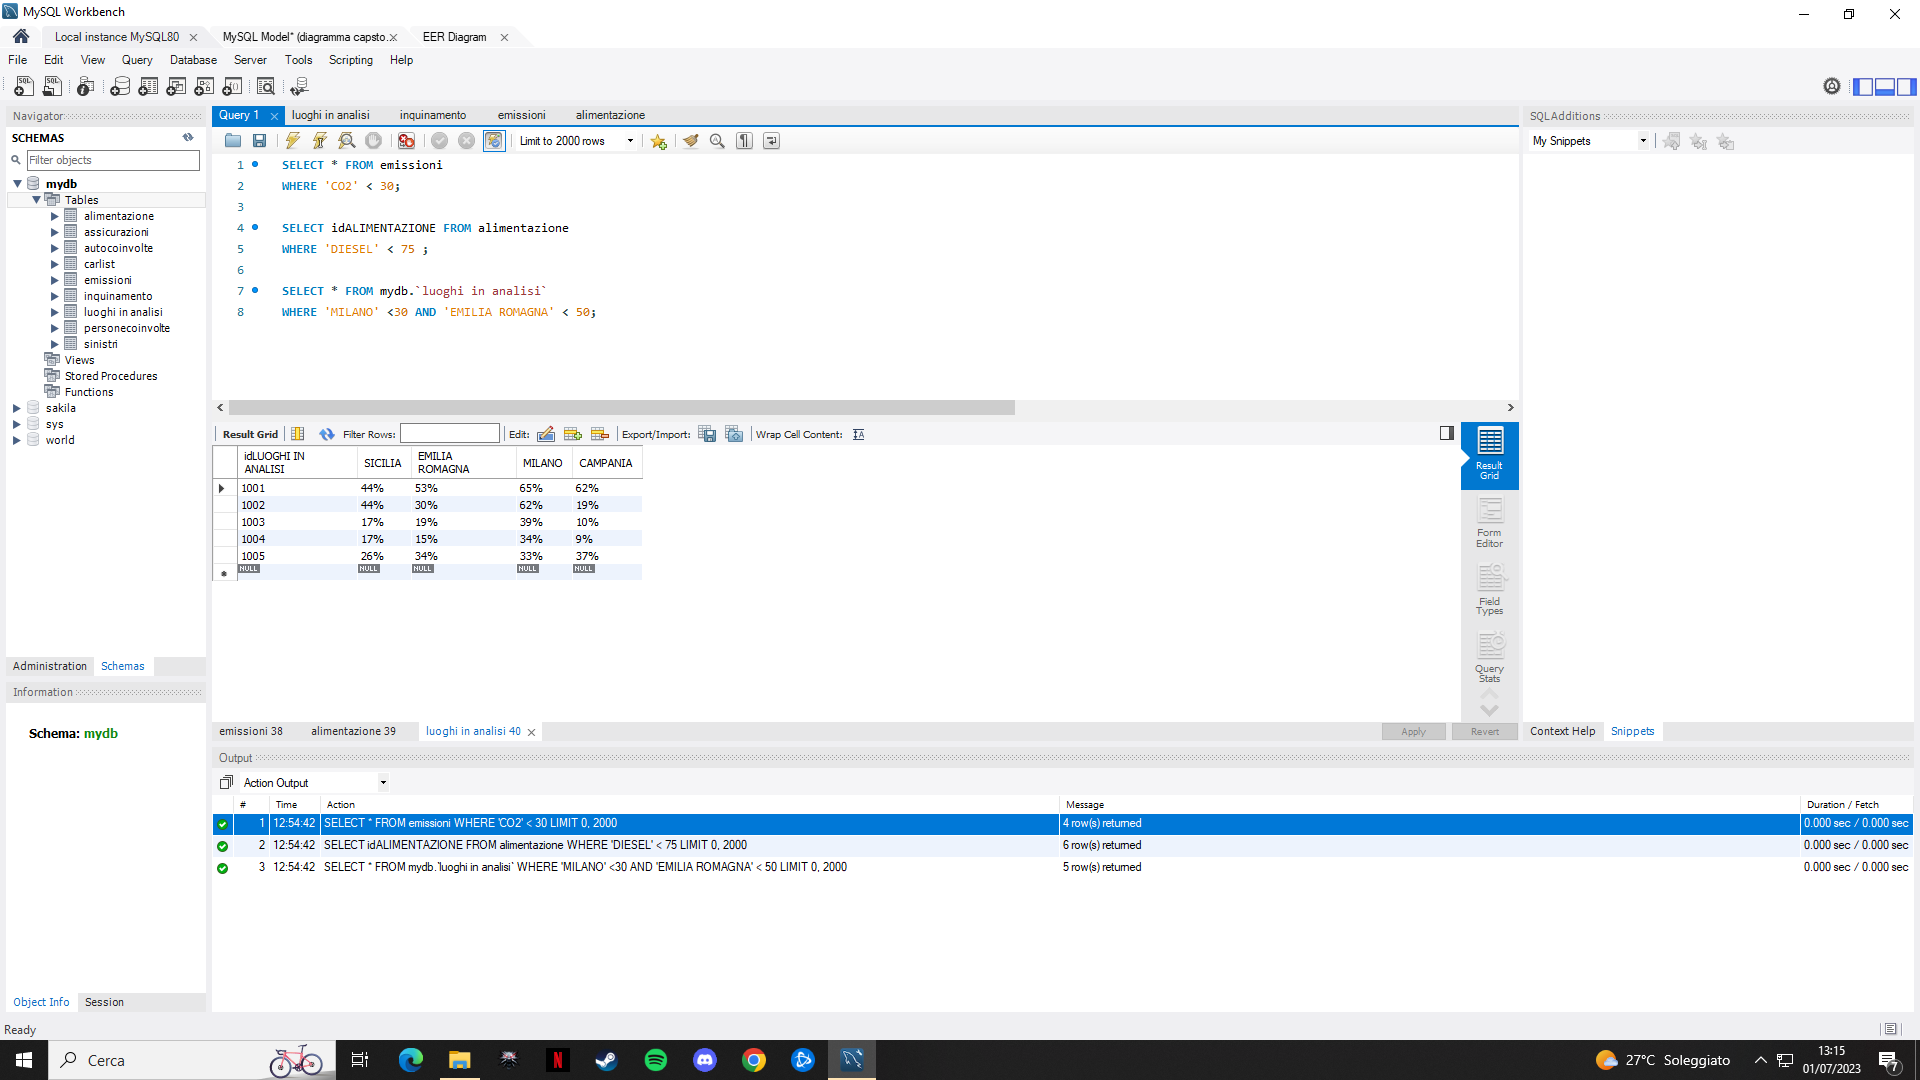 MySQL Workbench
Local instance MySQL80
MySQL Model* (diagramma capsto..
EER Diagram
File Edit View Query Database Server Tools Scripting Help
Navigator
SCHEMAS
Filter objects
mydb
Tables
alimentazione
assicurazioni
autocoinvolte
carlist
emissioni
inquinamento
luoghi in analisi
personecoinvolte
sinistri
Views
Stored Procedures
Functions
sakila
sys
world
Administration Schemas
Information
Schema: mydb
Object Info Session
Query 1 luoghi in analisi inquinamento emissioni alimentazione
Limit to 2000 rows
1 SELECT * FROM emissioni
2 WHERE 'CO2' < 30;
3
4 SELECT idALIMENTAZIONE FROM alimentazione
5 WHERE 'DIESEL' < 75 ;
6
7 SELECT * FROM mydb.`luoghi in analisi`
8 WHERE 'MILANO' <30 AND 'EMILIA ROMAGNA' < 50;
Result Grid Filter Rows: Edit: Export/Import: Wrap Cell Content:
idLUOGHI IN ANALISI SICILIA EMILIA ROMAGNA MILANO CAMPANIA
1001 44% 53% 65% 62%
1002 44% 30% 62% 19%
1003 17% 19% 39% 10%
1004 17% 15% 34% 9%
1005 26% 34% 33% 37%
NULL NULL NULL NULL NULL
Result Grid
Form Editor
Field Types
Query Stats
emissioni 38 alimentazione 39 luoghi in analisi 40
Apply Revert
SQLAdditions
My Snippets
Context Help Snippets
Output
Action Output
# Time Action Message Duration / Fetch
1 12:54:42 SELECT * FROM emissioni WHERE 'CO2' < 30 LIMIT 0, 2000 4 row(s) returned 0.000 sec / 0.000 sec
2 12:54:42 SELECT idALIMENTAZIONE FROM alimentazione WHERE 'DIESEL' < 75 LIMIT 0, 2000 6 row(s) returned 0.000 sec / 0.000 sec
3 12:54:42 SELECT * FROM mydb.`luoghi in analisi` WHERE 'MILANO' <30 AND 'EMILIA ROMAGNA' < 50 LIMIT 0, 2000 5 row(s) returned 0.000 sec / 0.000 sec
Ready
Cerca
27°C Soleggiato
13:15
01/07/2023
7